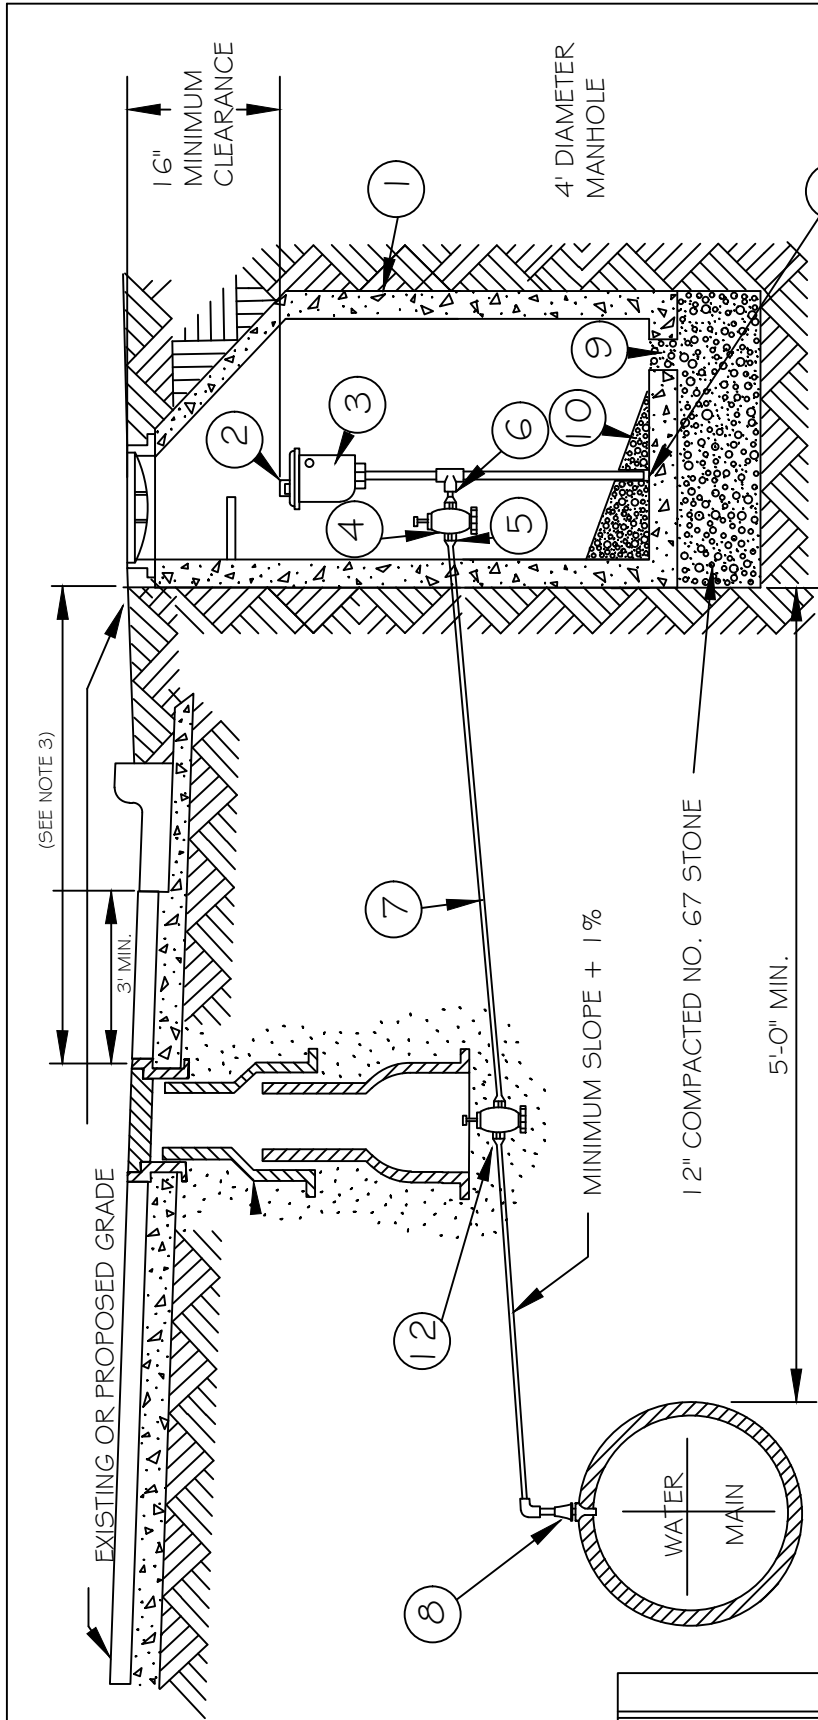 16"
MINIMUM
CLEARANCE
4' DIAMETER
MANHOLE
1
2
3
4
5
6
9
10
(SEE NOTE 3)
3' MIN.
7
EXISTING OR PROPOSED GRADE
12
MINIMUM SLOPE + 1%
12" COMPACTED NO. 67 STONE
5'-0" MIN.
8
WATER
MAIN